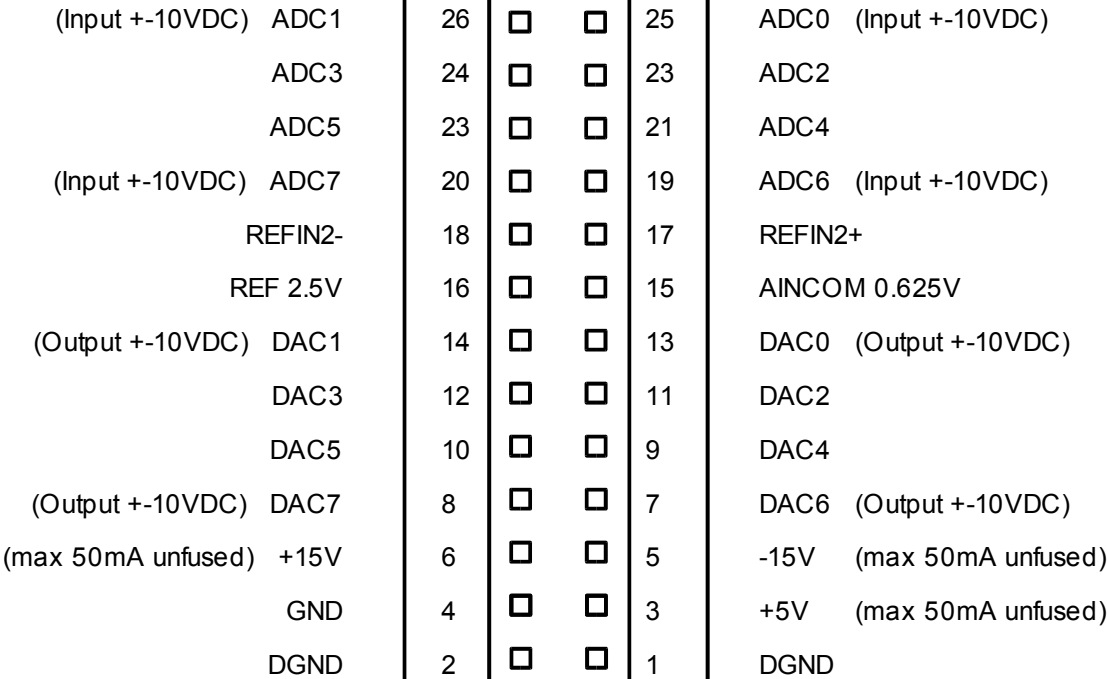 (Input +-10VDC) ADC1 26 25 ADC0 (Input +-10VDC)
ADC3 24 23 ADC2
ADC5 23 21 ADC4
(Input +-10VDC) ADC7 20 19 ADC6 (Input +-10VDC)
REFIN2- 18 17 REFIN2+
REF 2.5V 16 15 AINCOM 0.625V
(Output +-10VDC) DAC1 14 13 DAC0 (Output +-10VDC)
DAC3 12 11 DAC2
DAC5 10 9 DAC4
(Output +-10VDC) DAC7 8 7 DAC6 (Output +-10VDC)
(max 50mA unfused) +15V 6 5 -15V (max 50mA unfused)
GND 4 3 +5V (max 50mA unfused)
DGND 2 1 DGND